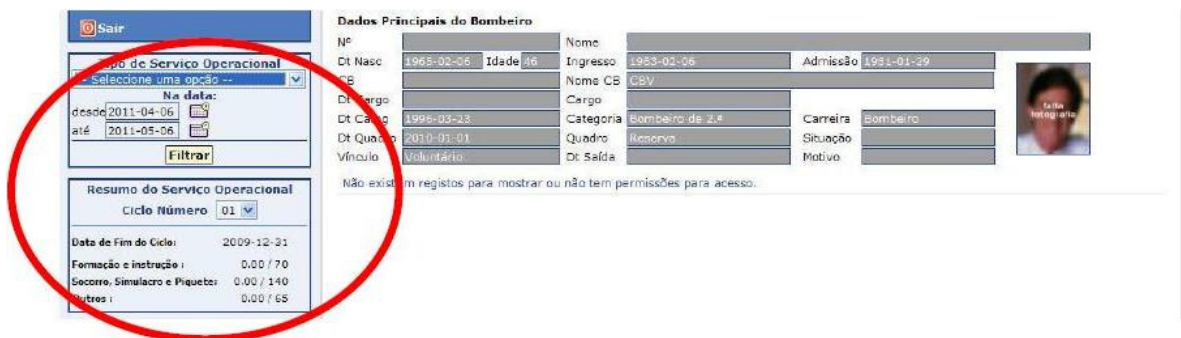 Sair
Tipo de Serviço Operacional
-- Seleccione uma opção --
Na data:
desde 2011-04-06
até 2011-05-06
Filtrar
Resumo do Serviço Operacional
Ciclo Número 01
Data de Fim do Ciclo: 2009-12-31
Formação e instrução : 0.00 / 70
Socorro, Simulacro e Piquete: 0.00 / 140
Outros : 0.00 / 65
Dados Principais do Bombeiro
Nº Nome
Dt Nasc 1965-02-06 Idade 46 Ingresso 1983-02-06 Admissão 1981-01-29
CB Nome CB CBV
Dt Cargo Cargo
Dt Categ 1996-03-23 Categoria Bombeiro de 2.ª Carreira Bombeiro
Dt Quadro 2010-01-01 Quadro Reserva Situação
Vínculo Voluntário Dt Saída Motivo
falta
fotografia
Não existem registos para mostrar ou não tem permissões para acesso.